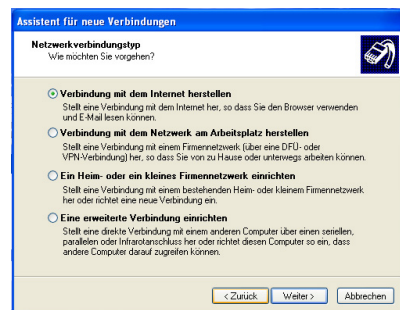 Assistent für neue Verbindungen
Netzwerkverbindungstyp
Wie möchten Sie vorgehen?
Verbindung mit dem Internet herstellen
Stellt eine Verbindung mit dem Internet her, so dass Sie den Browser verwenden
und E-Mail lesen können.
Verbindung mit dem Netzwerk am Arbeitsplatz herstellen
Stellt eine Verbindung mit einem Firmennetzwerk (über eine DFÜ- oder
VPN-Verbindung) her, so dass Sie von zu Hause oder unterwegs arbeiten können.
Ein Heim- oder ein kleines Firmennetzwerk einrichten
Stellt eine Verbindung mit einem bestehenden Heim- oder kleinem Firmennetzwerk
her oder richtet eine neue Verbindung ein.
Eine erweiterte Verbindung einrichten
Stellt eine direkte Verbindung mit einem anderen Computer über einen seriellen,
parallelen oder Infrarotanschluss her oder richtet diesen Computer so ein, dass
andere Computer darauf zugreifen können.
< Zurück Weiter > Abbrechen